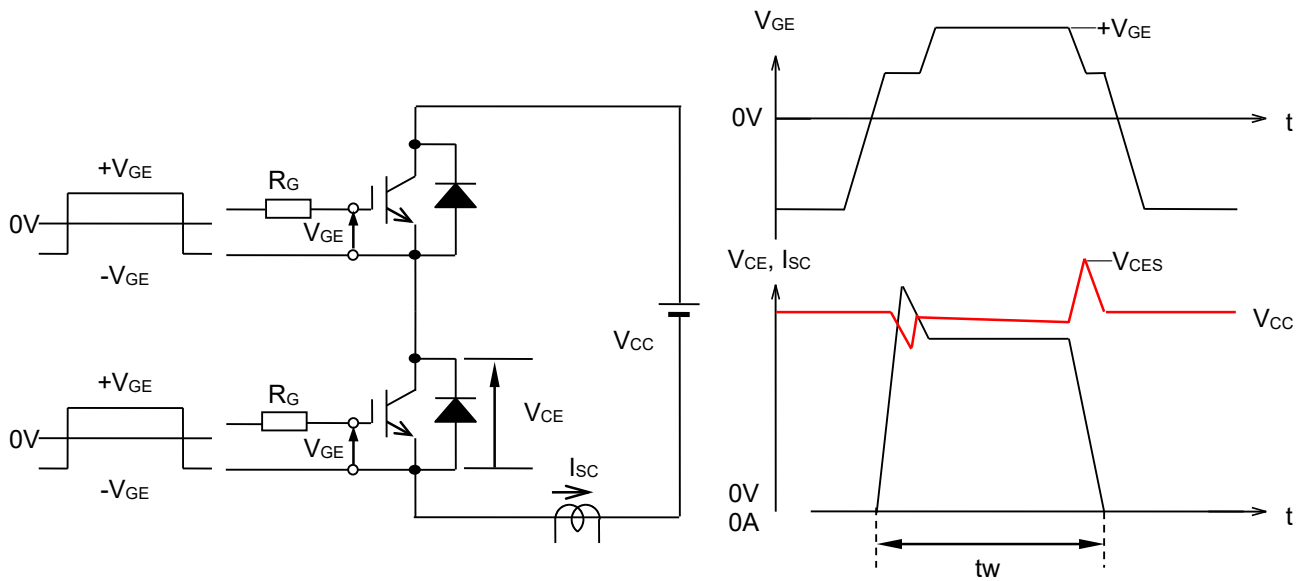 +VGE
0V
-VGE
RG
VGE
+VGE
0V
-VGE
RG
VGE
VCE
ISC
VCC
VGE
+VGE
0V
t
VCE, ISC
VCES
VCC
0V
0A
t
tw